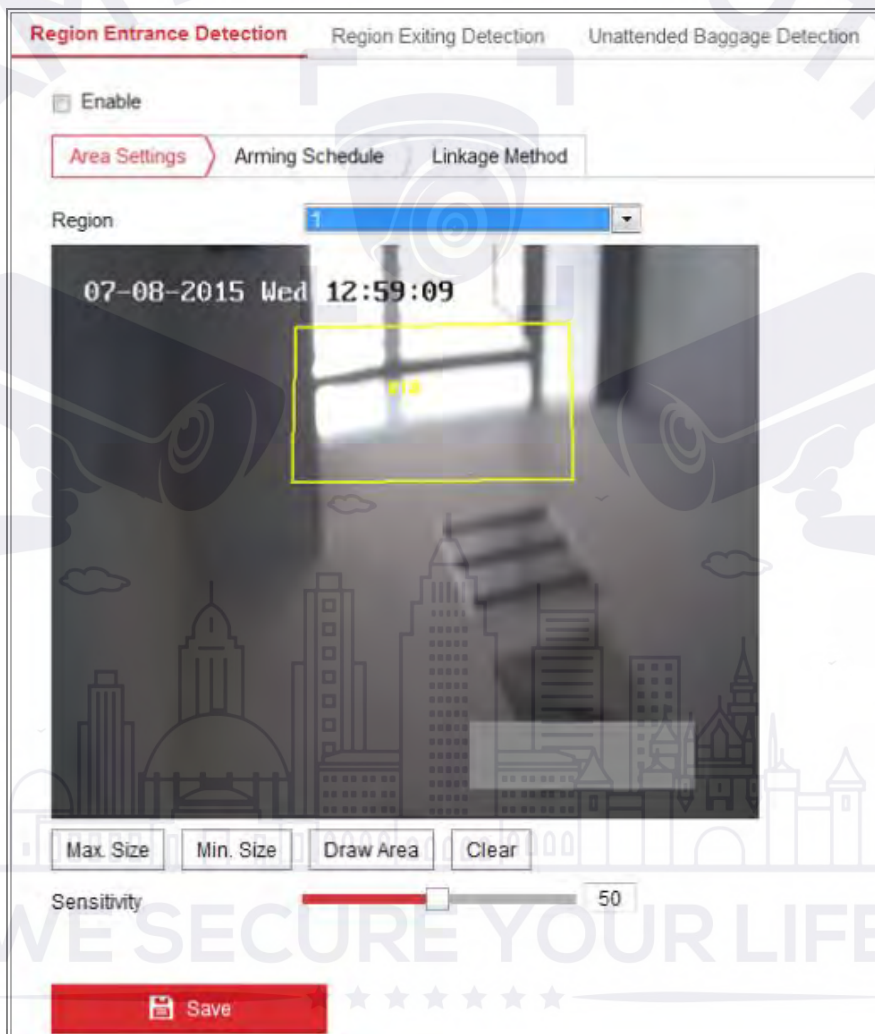 Region Entrance Detection Region Exiting Detection Unattended Baggage Detection
Enable
Area Settings Arming Schedule Linkage Method
Region 1
07-08-2015 Wed 12:59:09
Max. Size Min. Size Draw Area Clear
Sensitivity 50
WE SECURE YOUR LIFE
Save